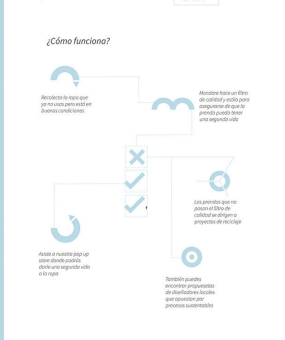 ¿Cómo funciona?
Recolecta la ropa que
ya no usas pero está en
buenas condiciones
Mondare hace un filtro
de calidad y estilo para
asegurarse de que la
prenda pueda tener
una segunda vida
Las prendas que no
pasan el filtro de
calidad se dirigen a
proyectos de reciclaje
Asiste a nuestra pop up
store donde podrás
darle una segunda vida
a la ropa
También puedes
encontrar propuestas
de diseñadores locales
que apuestan por
procesos sustentables